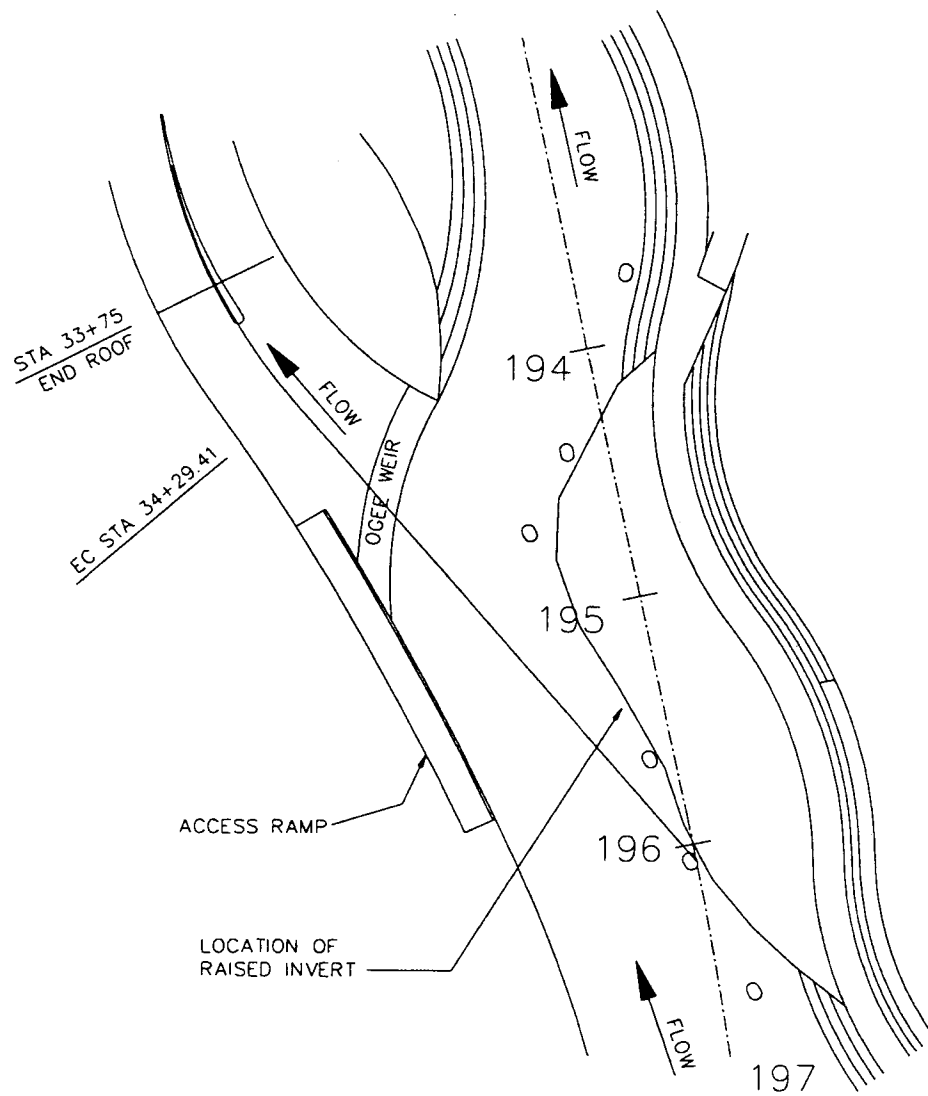 FLOW
STA 33+75
END ROOF
194
FLOW
OGEE WEIR
EC STA 34+29.41
195
ACCESS RAMP
196
LOCATION OF
RAISED INVERT
FLOW
197